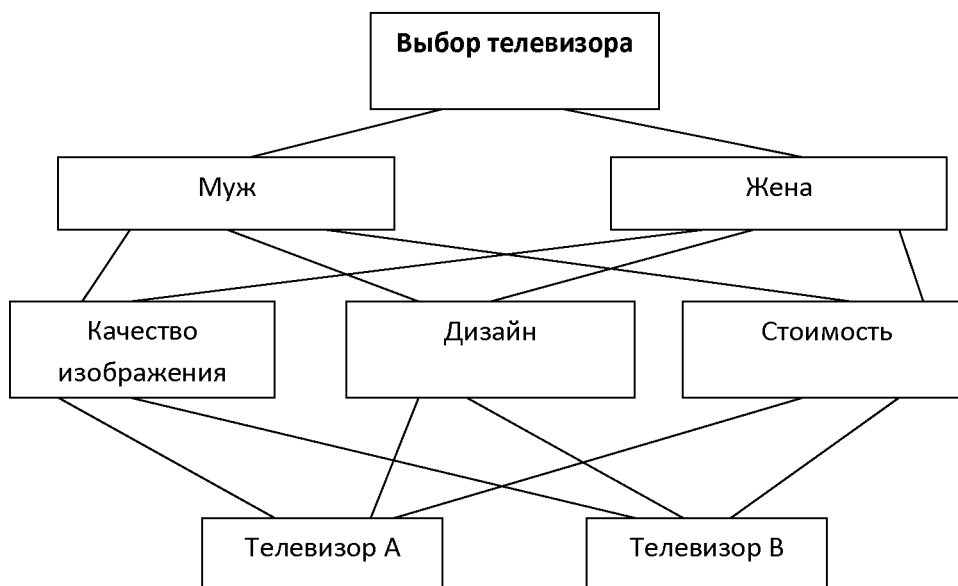 Выбор телевизора
Муж
Жена
Качество
изображения
Дизайн
Стоимость
Телевизор А
Телевизор В